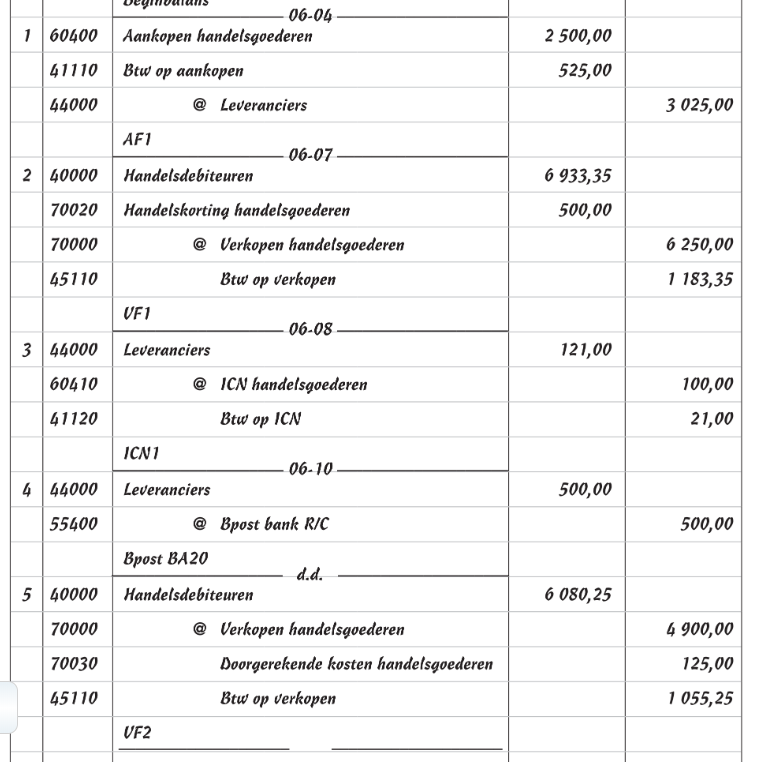 Beginbalans
06-04
1 60400 Aankopen handelsgoederen 2 500,00
41110 Btw op aankopen 525,00
44000 @ Leveranciers 3 025,00
AF1
06-07
2 40000 Handelsdebiteuren 6 933,35
70020 Handelskorting handelsgoederen 500,00
70000 @ Verkopen handelsgoederen 6 250,00
45110 Btw op verkopen 1 183,35
VF1
06-08
3 44000 Leveranciers 121,00
60410 @ ICN handelsgoederen 100,00
41120 Btw op ICN 21,00
ICN1
06-10
4 44000 Leveranciers 500,00
55400 @ Bpost bank R/C 500,00
Bpost BA20
d.d.
5 40000 Handelsdebiteuren 6 080,25
70000 @ Verkopen handelsgoederen 4 900,00
70030 Doorgerekende kosten handelsgoederen 125,00
45110 Btw op verkopen 1 055,25
VF2